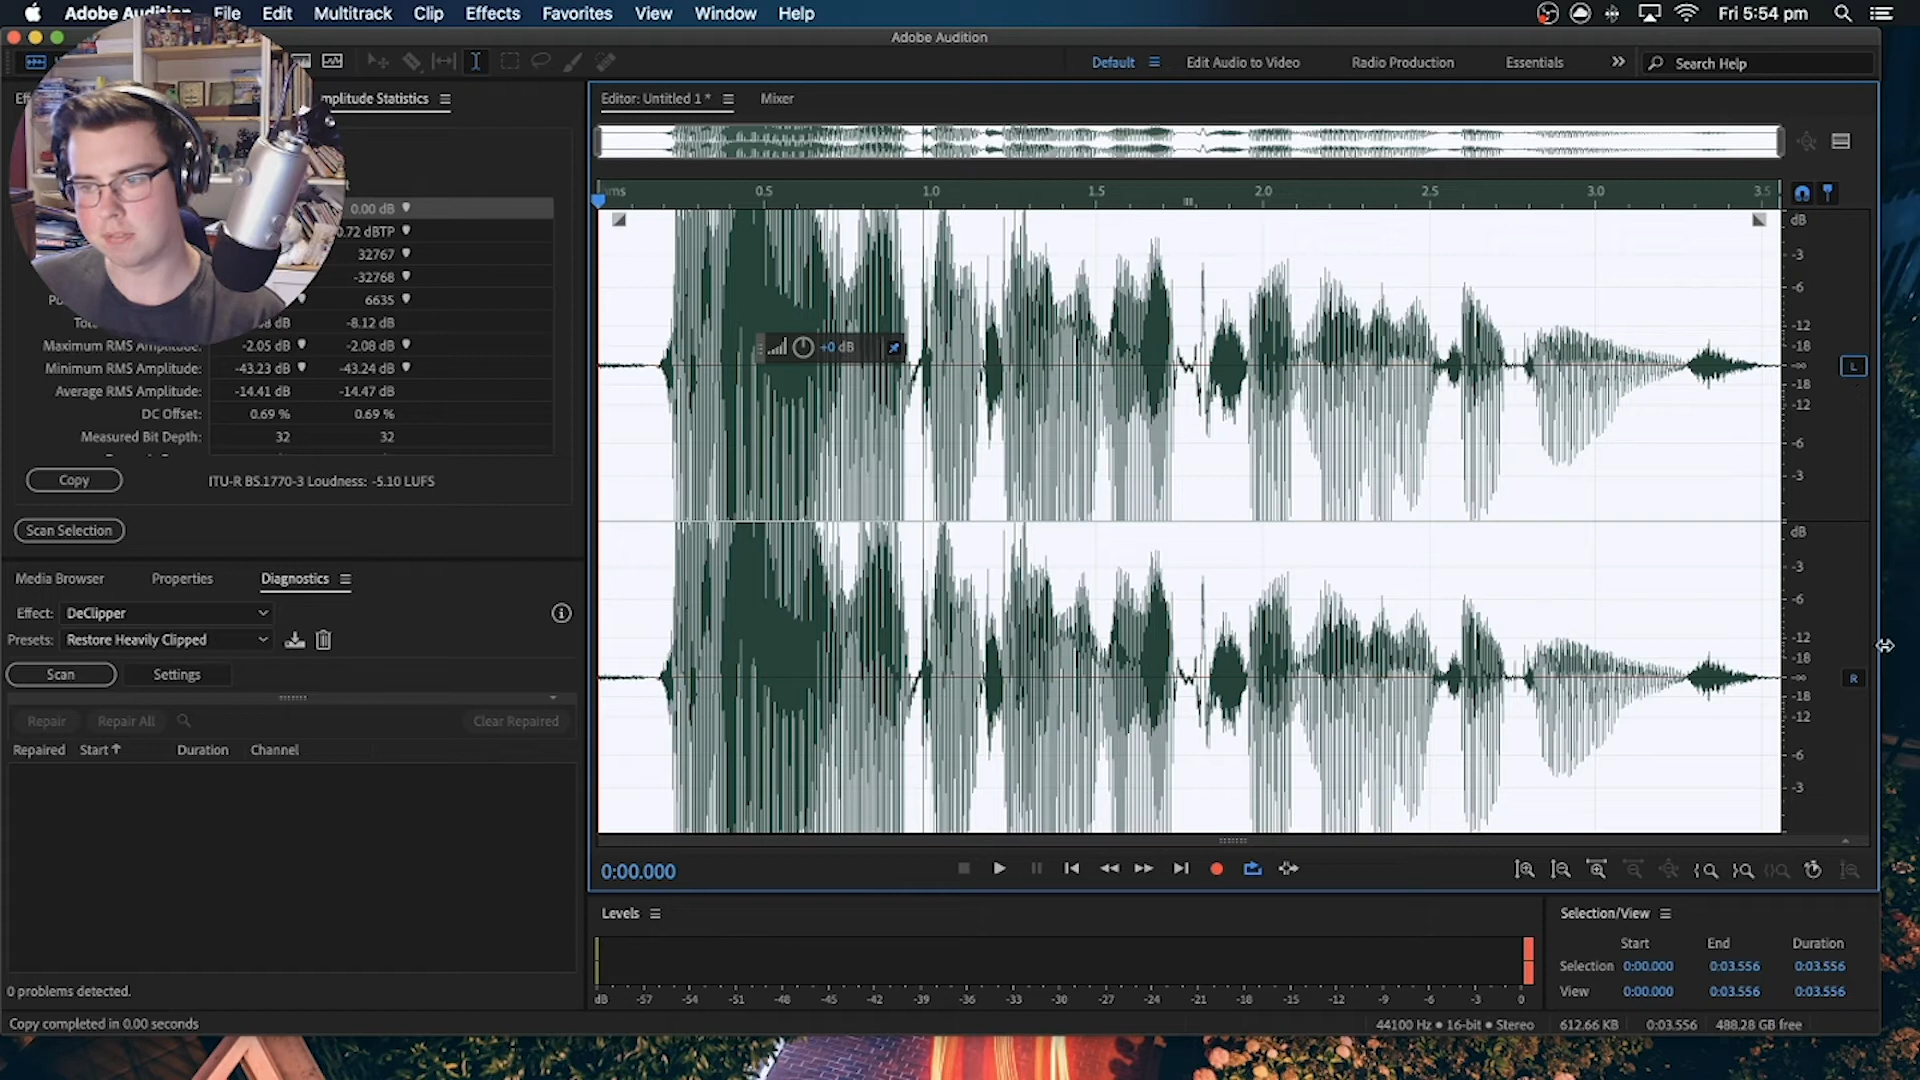 Adobe Audition File Edit Multitrack Clip Effects Favorites View Window Help
Fri 5:54 pm
Adobe Audition
Default Edit Audio to Video Radio Production Essentials Search Help
mplitude Statistics
Editor: Untitled 1 * Mixer
0.5 1.0 1.5 2.0 2.5 3.0 3.5
0.00 dB
0.72 dBTP
32767
-32768
6635
-8.12 dB
Maximum RMS Amplitude: -2.05 dB -2.08 dB
Minimum RMS Amplitude: -43.23 dB -43.24 dB
Average RMS Amplitude: -14.41 dB -14.47 dB
DC Offset: 0.69 % 0.69 %
Measured Bit Depth: 32 32
Copy ITU-R BS.1770-3 Loudness: -5.10 LUFS
Scan Selection
Media Browser Properties Diagnostics
Effect: DeClipper
Presets: Restore Heavily Clipped
Scan Settings
Repair Repair All Clear Repaired
Repaired Start Duration Channel
0 problems detected.
Copy completed in 0.00 seconds
+0 dB
dB
-3
-6
-12
-18
-∞
-18
-12
-6
-3
L
dB
-3
-6
-12
-18
-∞
-18
-12
-6
-3
R
0:00.000
Levels
dB -57 -54 -51 -48 -45 -42 -39 -36 -33 -30 -27 -24 -21 -18 -15 -12 -9 -6 -3 0
Selection/View
Start End Duration
Selection 0:00.000 0:03.556 0:03.556
View 0:00.000 0:03.556 0:03.556
44100 Hz • 16-bit • Stereo 612.66 KB 0:03.556 488.28 GB free